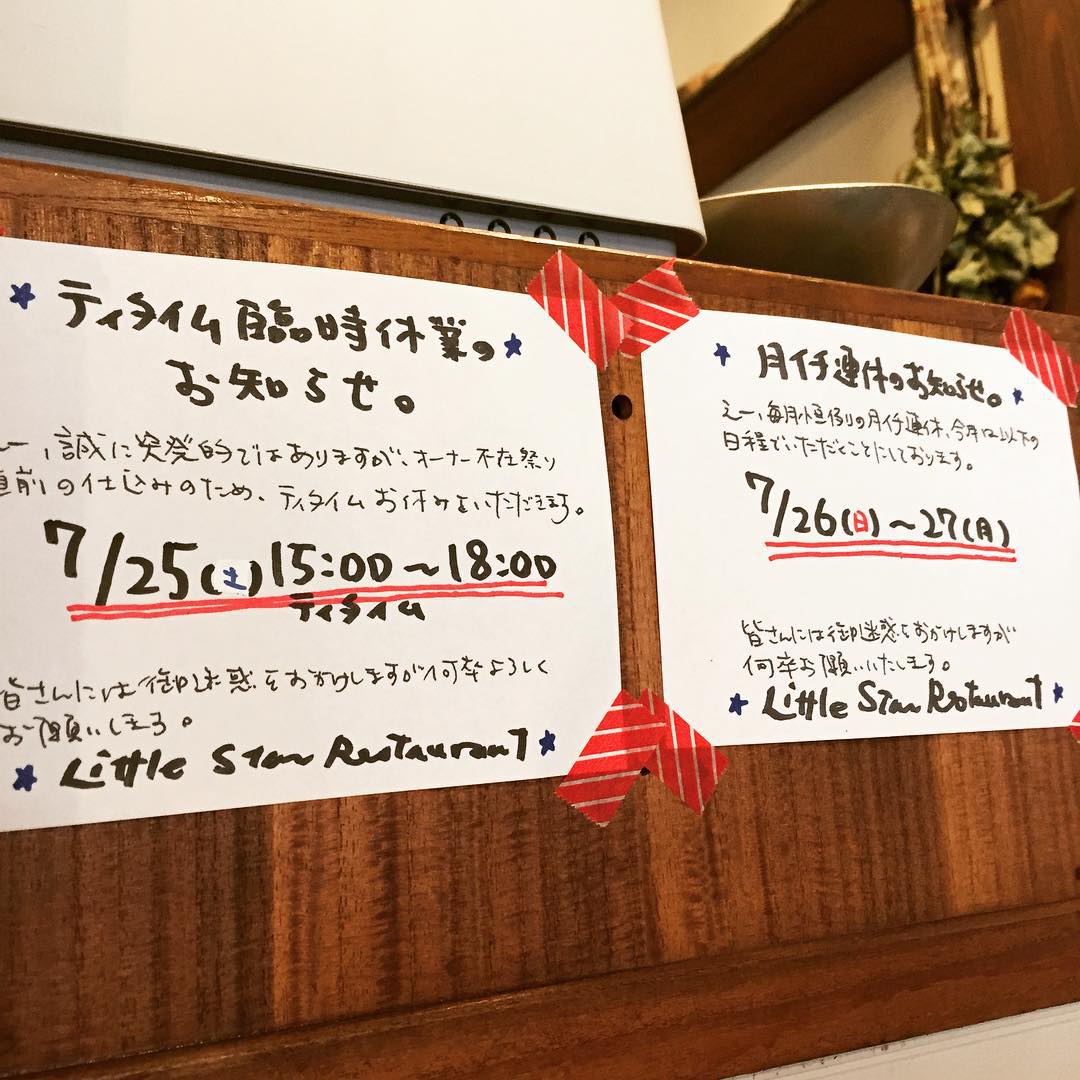 ★ ティタイム臨時休業の ★
お知らせ。
えー、誠に突発的ではありますが、オーナー不在祭り
直前の仕込みのため、ティタイムお休みをいただきます。
7/25(土)15:00〜18:00
ティタイム
皆さんには御迷惑をおかけしますが何卒よろしく
お願いします。
★ Little Star Restaurant ★
★ 月イチ連休のお知らせ。 ★
えー、毎月恒例の月イチ連休、今月は以下の
日程でいただくことにしております。
7/26(日)〜27(月)
皆さんには御迷惑をおかけしますが
何卒お願いいたします。
★ Little Star Restaurant ★